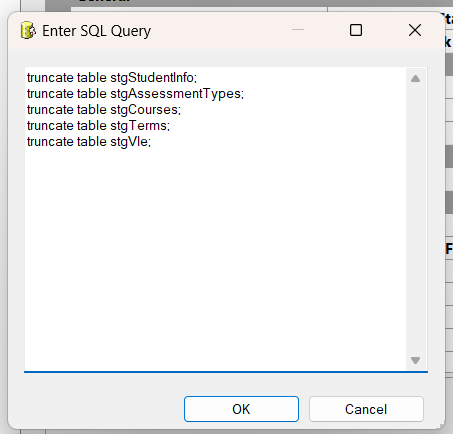 Enter SQL Query
truncate table stgStudentInfo;
truncate table stgAssessmentTypes;
truncate table stgCourses;
truncate table stgTerms;
truncate table stgVle;
OK
Cancel